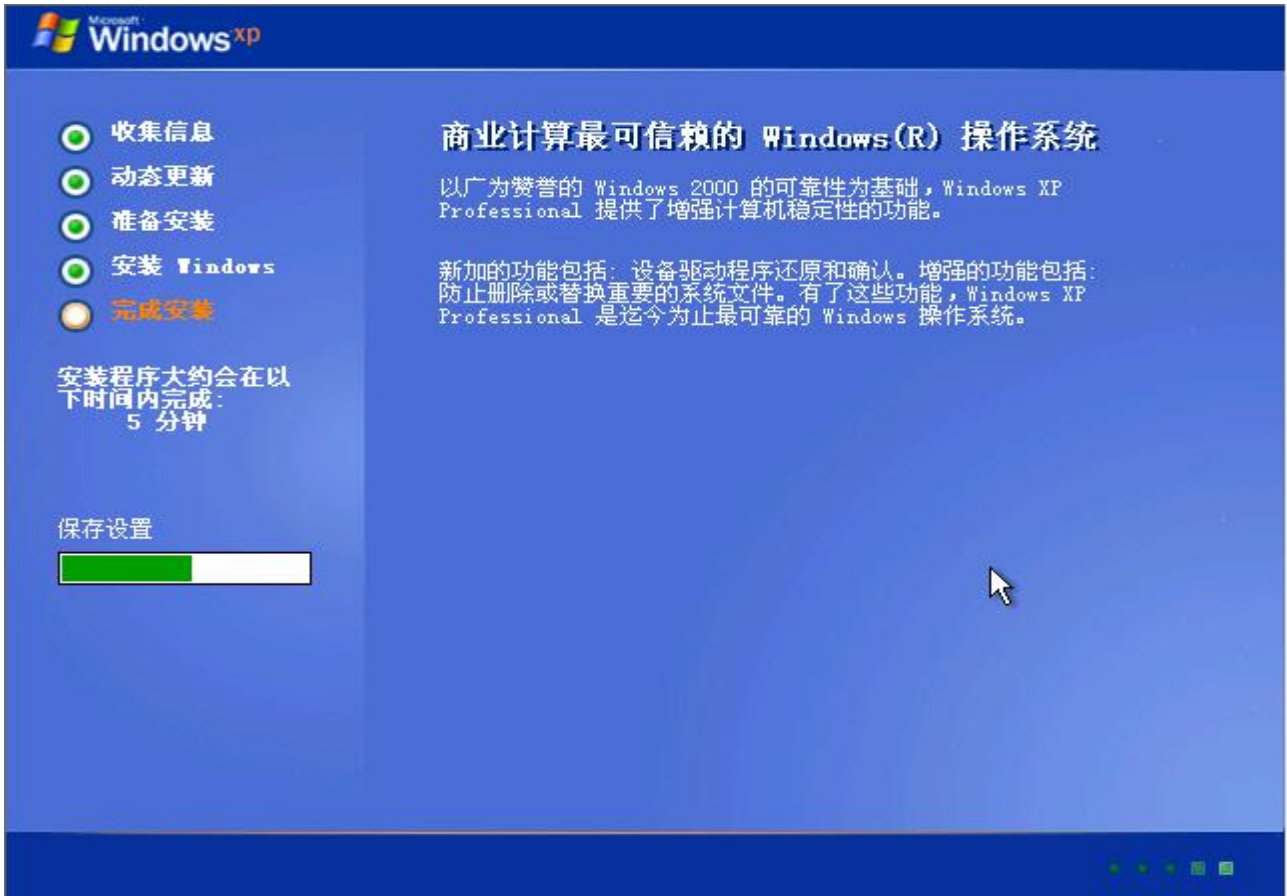 Microsoft
Windows xp
收集信息
动态更新
准备安装
安装 Windows
完成安装
安装程序大约会在以
下时间内完成:
5 分钟
保存设置
商业计算最可信赖的 Windows(R) 操作系统
以广为赞誉的 Windows 2000 的可靠性为基础，Windows XP
Professional 提供了增强计算机稳定性的功能。
新加的功能包括: 设备驱动程序还原和确认。增强的功能包括:
防止删除或替换重要的系统文件。有了这些功能，Windows XP
Professional 是迄今为止最可靠的 Windows 操作系统。